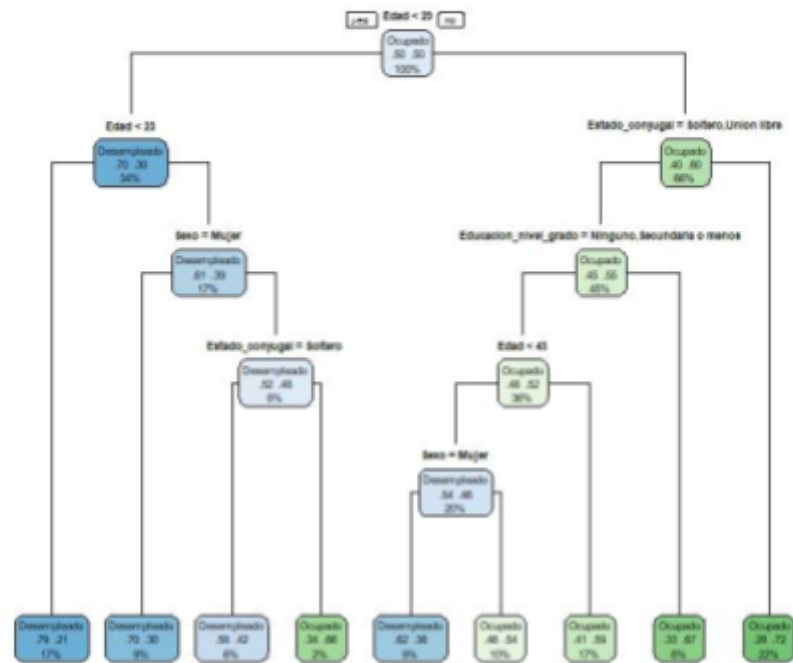 yes Edad < no
Ocupado
.50 .50
100%
Edad < 23
Desempleado
.70 .30
34%
Estado_conyugal = Soltero,Union libre
Ocupado
.40 .60
66%
Sexo = Mujer
Desempleado
.61 .39
17%
Educacion_nivel_grado = Ninguno,Secundaria o menos
Ocupado
.45 .55
45%
Estado_conyugal = Soltero
Desempleado
.52 .48
8%
Edad < 43
Ocupado
.48 .52
36%
Sexo = Mujer
Desempleado
.54 .46
20%
Desempleado
.79 .21
17%
Desempleado
.70 .30
9%
Desempleado
.58 .42
6%
Ocupado
.34 .66
2%
Desempleado
.62 .38
9%
Ocupado
.46 .54
10%
Ocupado
.41 .59
17%
Ocupado
.33 .67
8%
Ocupado
.28 .72
22%